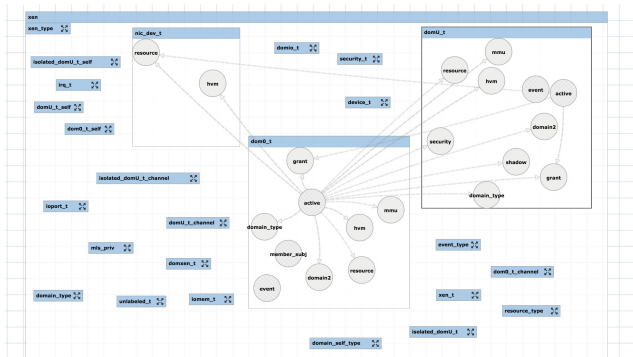 xen
xen_type
nic_dev_t
domU_t
resource
domio_t
mmu
isolated_domU_t_self
security_t
resource
irq_t
hvm
hvm
event
active
domU_t_self
device_t
dom0_t_self
domain2
dom0_t
security
grant
shadow
isolated_domU_t_channel
grant
domain_type
active
ioport_t
mmu
domU_t_channel
domain_type
hvm
mls_priv
event_type
member_subj
domxen_t
resource
dom0_t_channel
domain2
event
domain_type
unlabeled_t
iomem_t
xen_t
resource_type
isolated_domU_t
domain_self_type